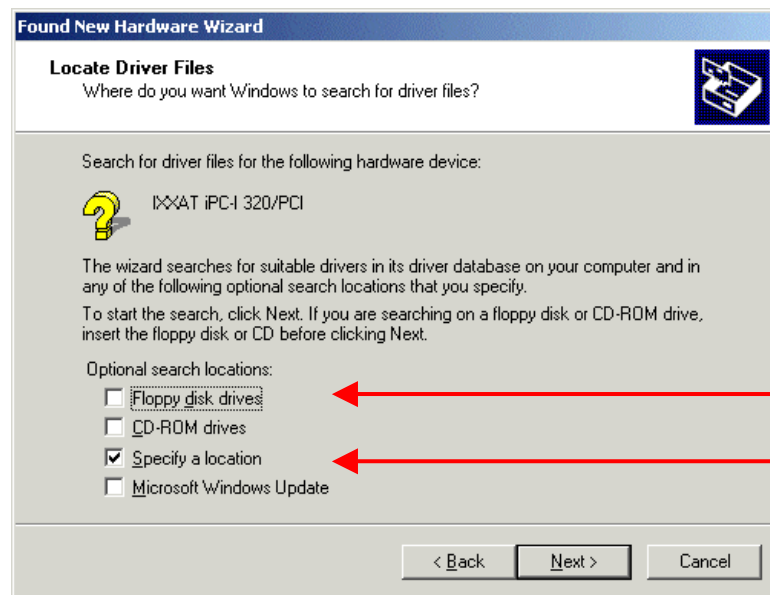 Found New Hardware Wizard
Locate Driver Files
Where do you want Windows to search for driver files?
Search for driver files for the following hardware device:
IXXAT iPC-I 320/PCI
The wizard searches for suitable drivers in its driver database on your computer and in
any of the following optional search locations that you specify.
To start the search, click Next. If you are searching on a floppy disk or CD-ROM drive,
insert the floppy disk or CD before clicking Next.
Optional search locations:
Floppy disk drives
CD-ROM drives
Specify a location
Microsoft Windows Update
< Back Next > Cancel